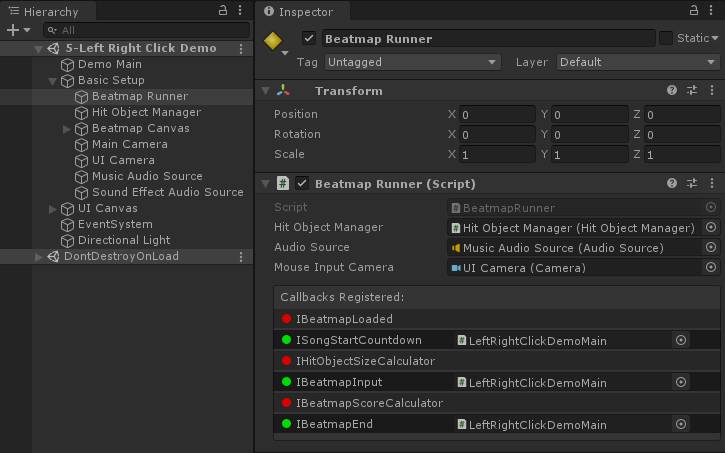 Hierarchy
All
5-Left Right Click Demo
Demo Main
Basic Setup
Beatmap Runner
Hit Object Manager
Beatmap Canvas
Main Camera
UI Camera
Music Audio Source
Sound Effect Audio Source
UI Canvas
EventSystem
Directional Light
DontDestroyOnLoad
Inspector
Beatmap Runner Static
Tag Untagged Layer Default
Transform
Position X 0 Y 0 Z 0
Rotation X 0 Y 0 Z 0
Scale X 1 Y 1 Z 1
# Beatmap Runner (Script)
Script # BeatmapRunner
Hit Object Manager # Hit Object Manager (Hit Object Manager)
Audio Source Music Audio Source (Audio Source)
Mouse Input Camera UI Camera (Camera)
Callbacks Registered:
IBeatmapLoaded
ISongStartCountdown # LeftRightClickDemoMain
IHitObjectSizeCalculator
IBeatmapInput # LeftRightClickDemoMain
IBeatmapScoreCalculator
IBeatmapEnd # LeftRightClickDemoMain